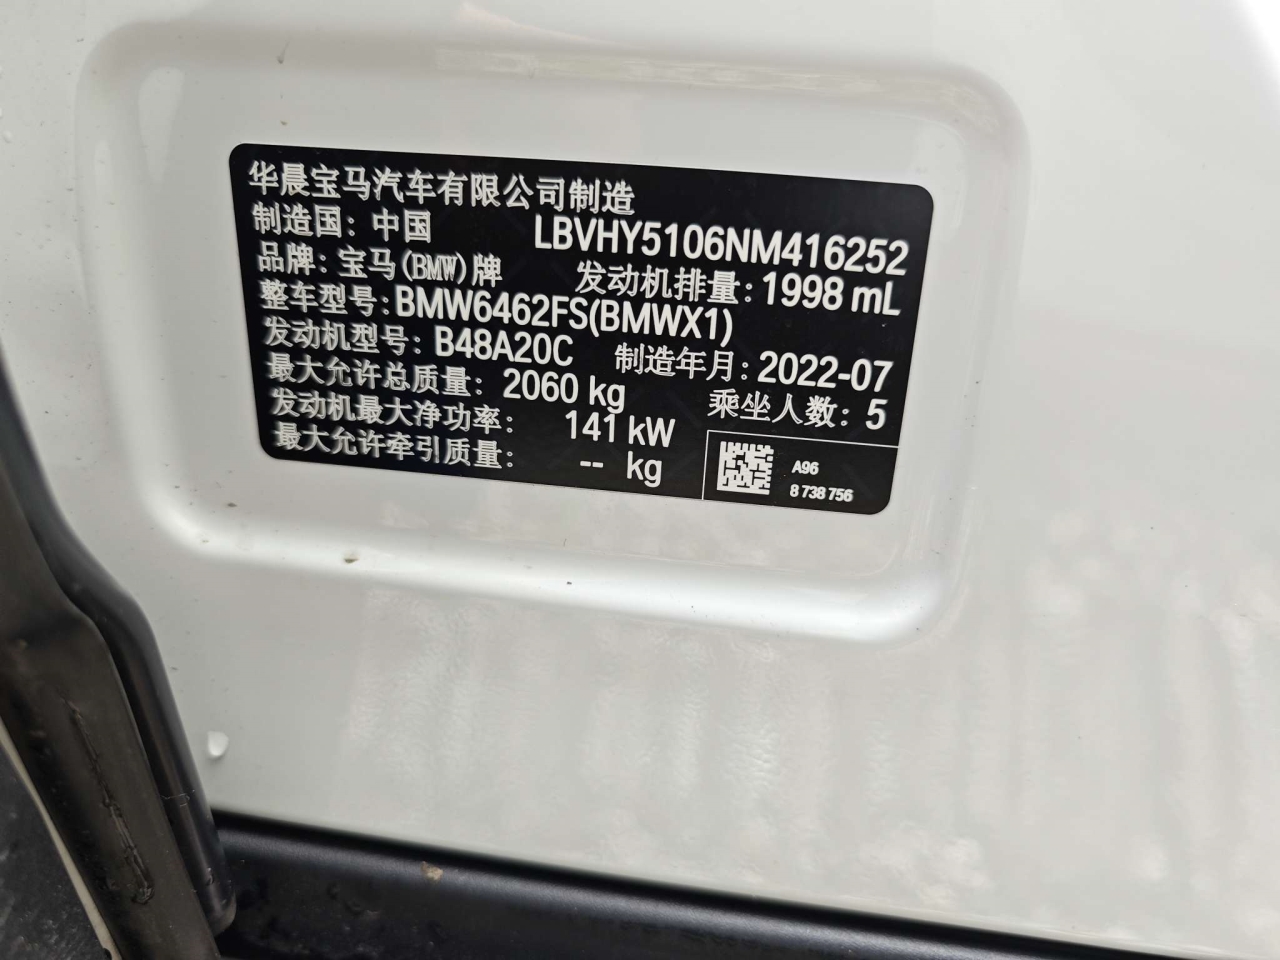 华晨宝马汽车有限公司制造
制造国：中国 LBVHY5106NM416252
品牌：宝马(BMW)牌 发动机排量：1998 mL
整车型号：BMW6462FS(BMWX1)
发动机型号：B48A20C 制造年月：2022-07
最大允许总质量：2060 kg 乘坐人数：5
发动机最大净功率：141 kW
最大允许牵引质量：-- kg
A96
8 738 756